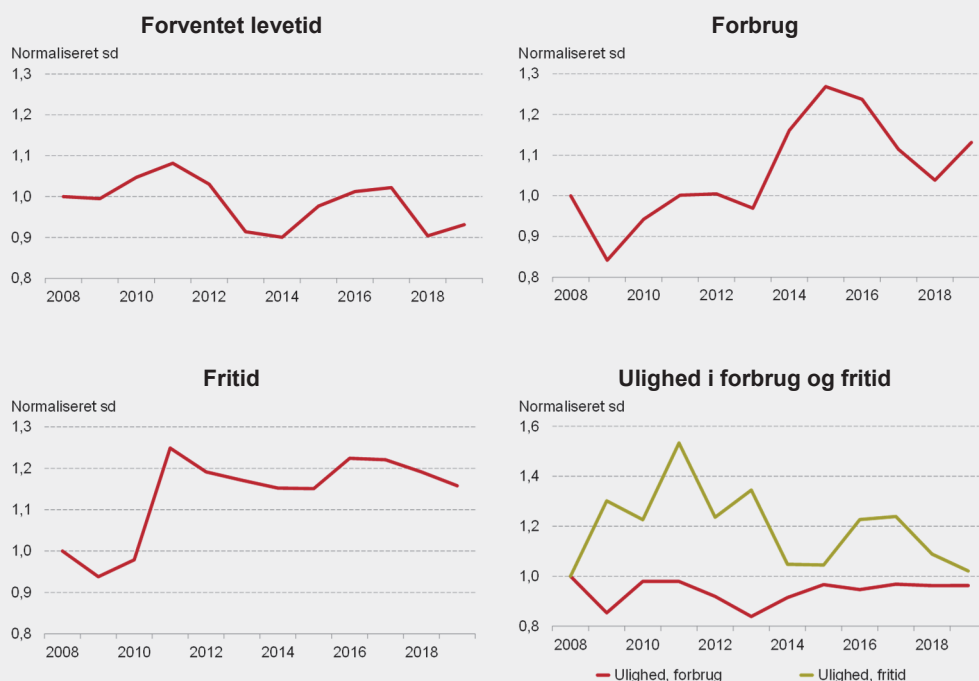 Forventet levetid
Normaliseret sd
1,3
1,2
1,1
1,0
0,9
0,8
2008 2010 2012 2014 2016 2018
Forbrug
Normaliseret sd
1,3
1,2
1,1
1,0
0,9
0,8
2008 2010 2012 2014 2016 2018
Fritid
Normaliseret sd
1,3
1,2
1,1
1,0
0,9
0,8
2008 2010 2012 2014 2016 2018
Ulighed i forbrug og fritid
Normaliseret sd
1,6
1,4
1,2
1,0
0,8
2008 2010 2012 2014 2016 2018
Ulighed, forbrug Ulighed, fritid